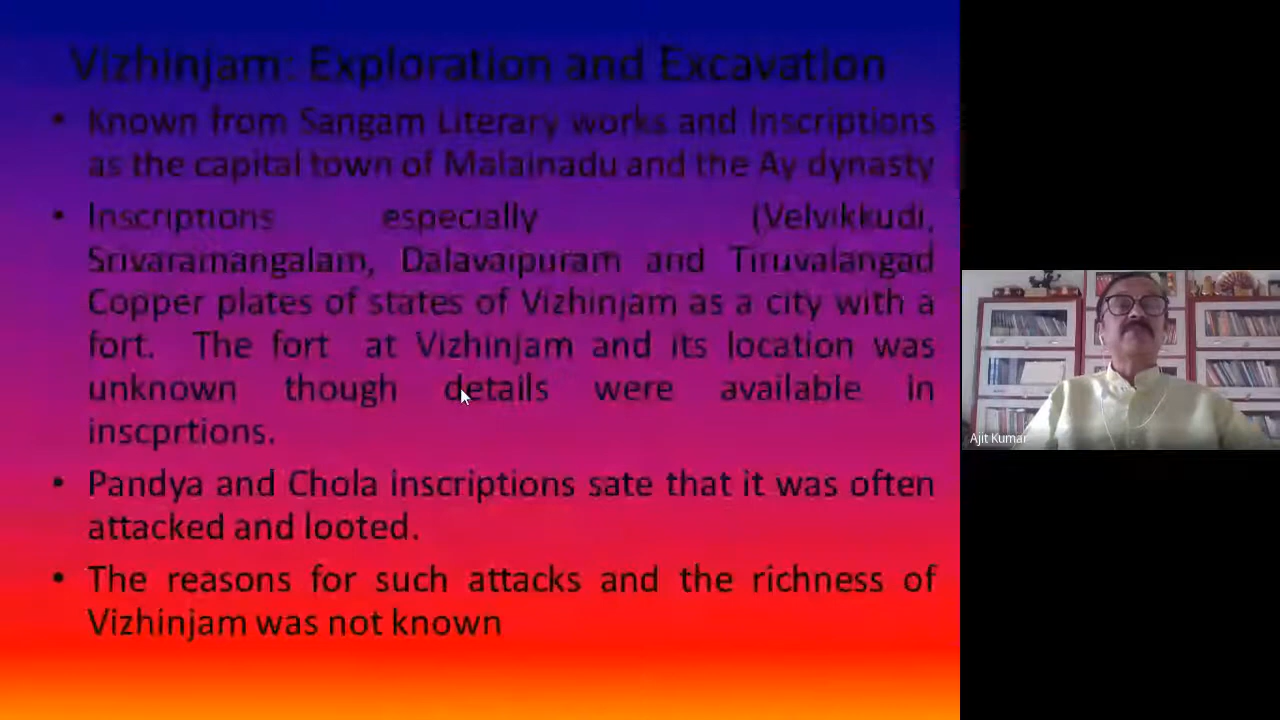 Vizhinjam: Exploration and Excavation
• Known from Sangam Literary works and Inscriptions
as the capital town of Malainadu and the Ay dynasty
• Inscriptions especially (Velvikkudi,
Srivaramangalam, Dalavaipuram and Tiruvalangad
Copper plates of states of Vizhinjam as a city with a
fort. The fort at Vizhinjam and its location was
unknown though details were available in
inscprtions.
• Pandya and Chola inscriptions sate that it was often
attacked and looted.
• The reasons for such attacks and the richness of
Vizhinjam was not known
Ajit Kumar